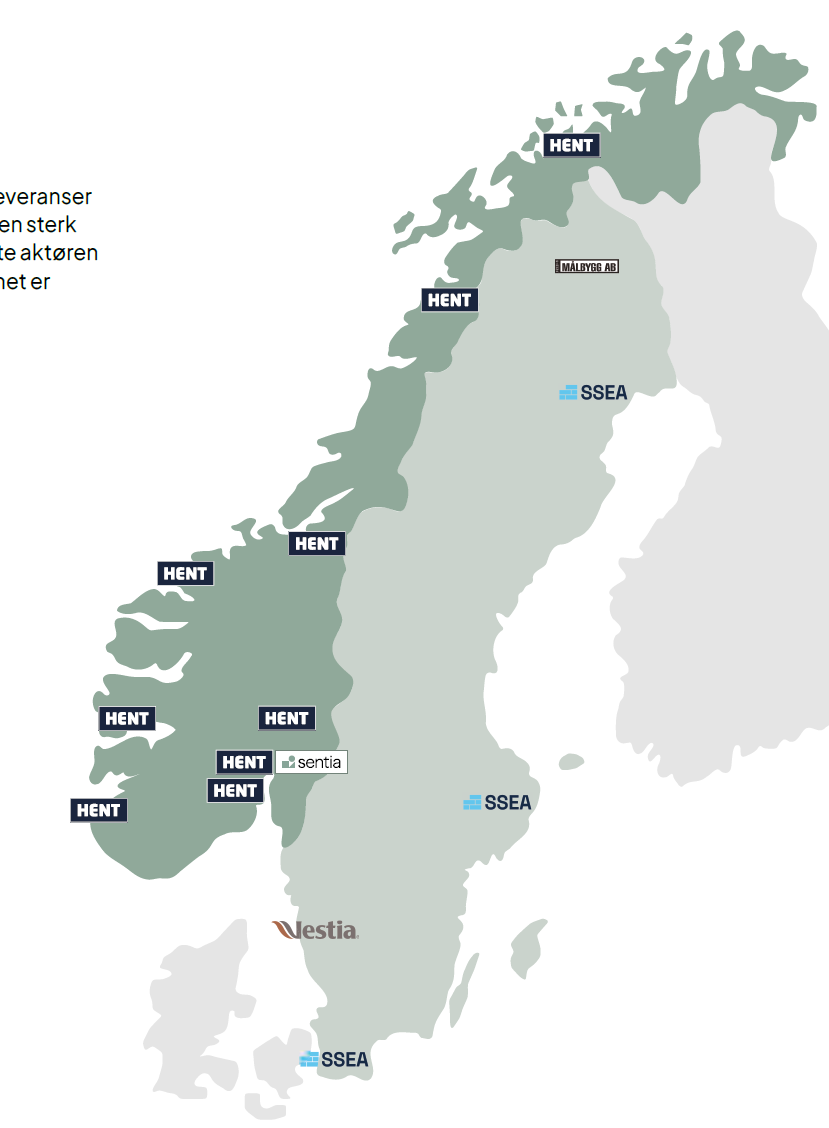 HENT
everanser
en sterk
te aktøren
net er
MÅLBYGG AB
HENT
SSEA
HENT
HENT
HENT
HENT
HENT
sentia
HENT
SSEA
HENT
Vestia
SSEA